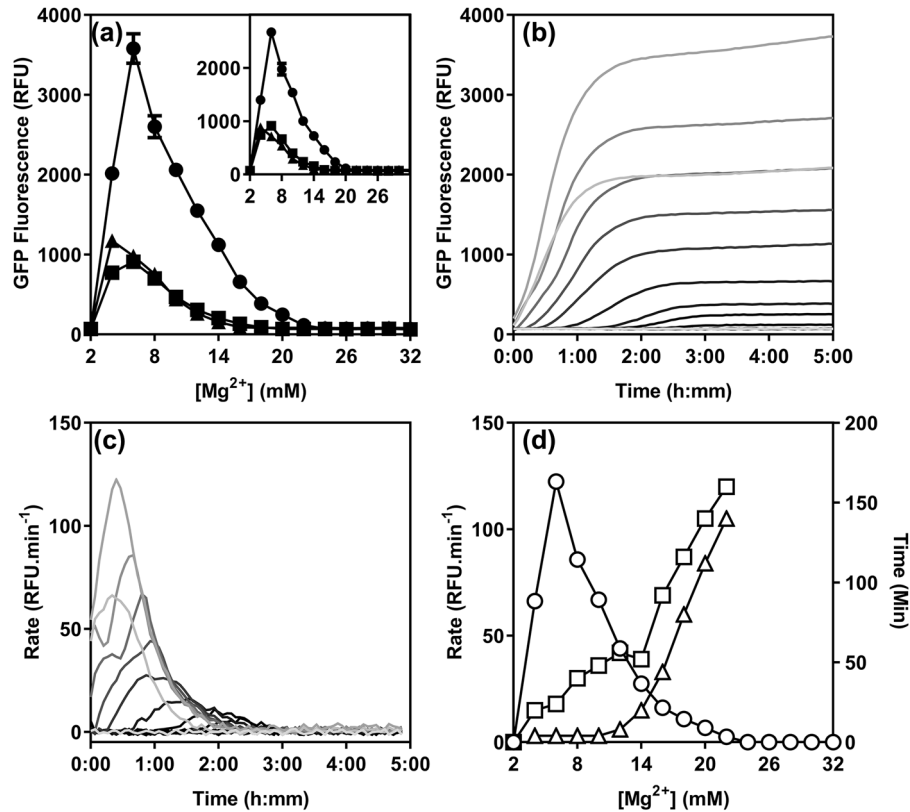 (a)
GFP Fluorescence (RFU)
4000
3000
2000
1000
0
2 8 14 20 26 32
[Mg²⁺] (mM)
2000
1000
0
2 8 14 20 26
(b)
GFP Fluorescence (RFU)
4000
3000
2000
1000
0
0:00 1:00 2:00 3:00 4:00 5:00
Time (h:mm)
(c)
Rate (RFU.min⁻¹)
150
100
50
0
0:00 1:00 2:00 3:00 4:00 5:00
Time (h:mm)
(d)
Rate (RFU.min⁻¹)
150
100
50
0
2 8 14 20 26 32
[Mg²⁺] (mM)
200
150
100
50
0
Time (Min)